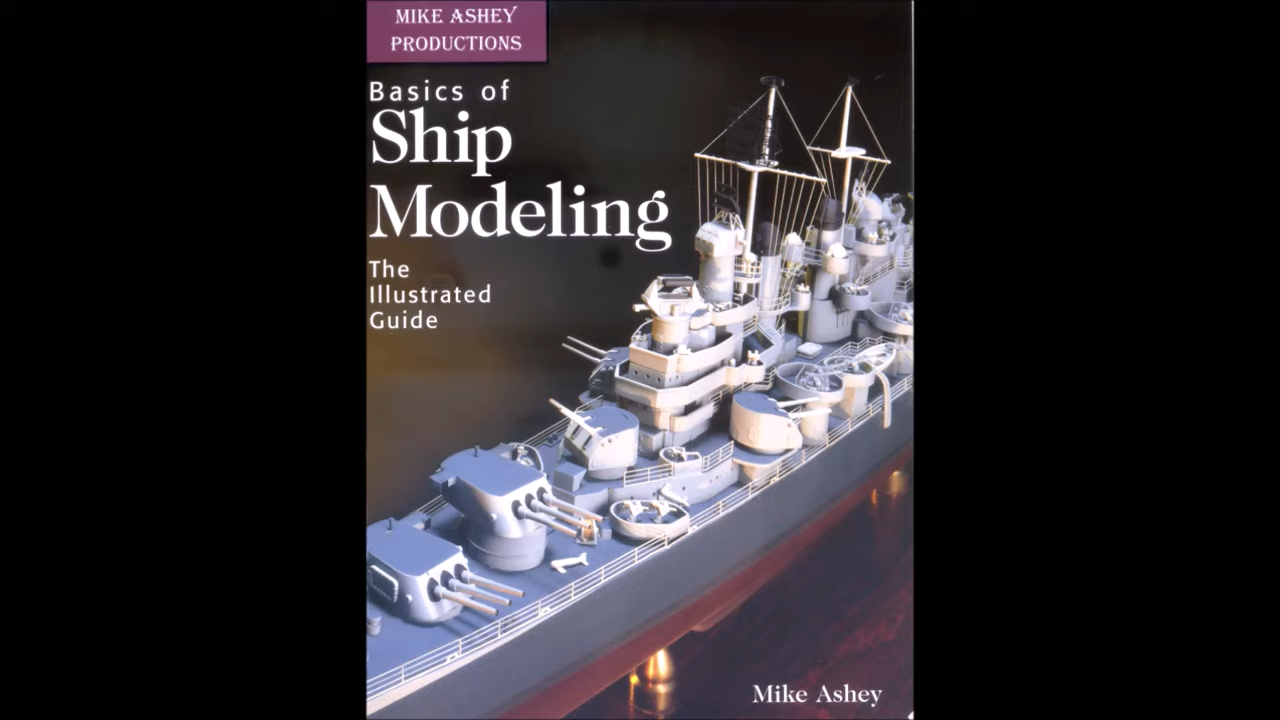 MIKE ASHEY
PRODUCTIONS
Basics of
Ship
Modeling
The
Illustrated
Guide
Mike Ashey